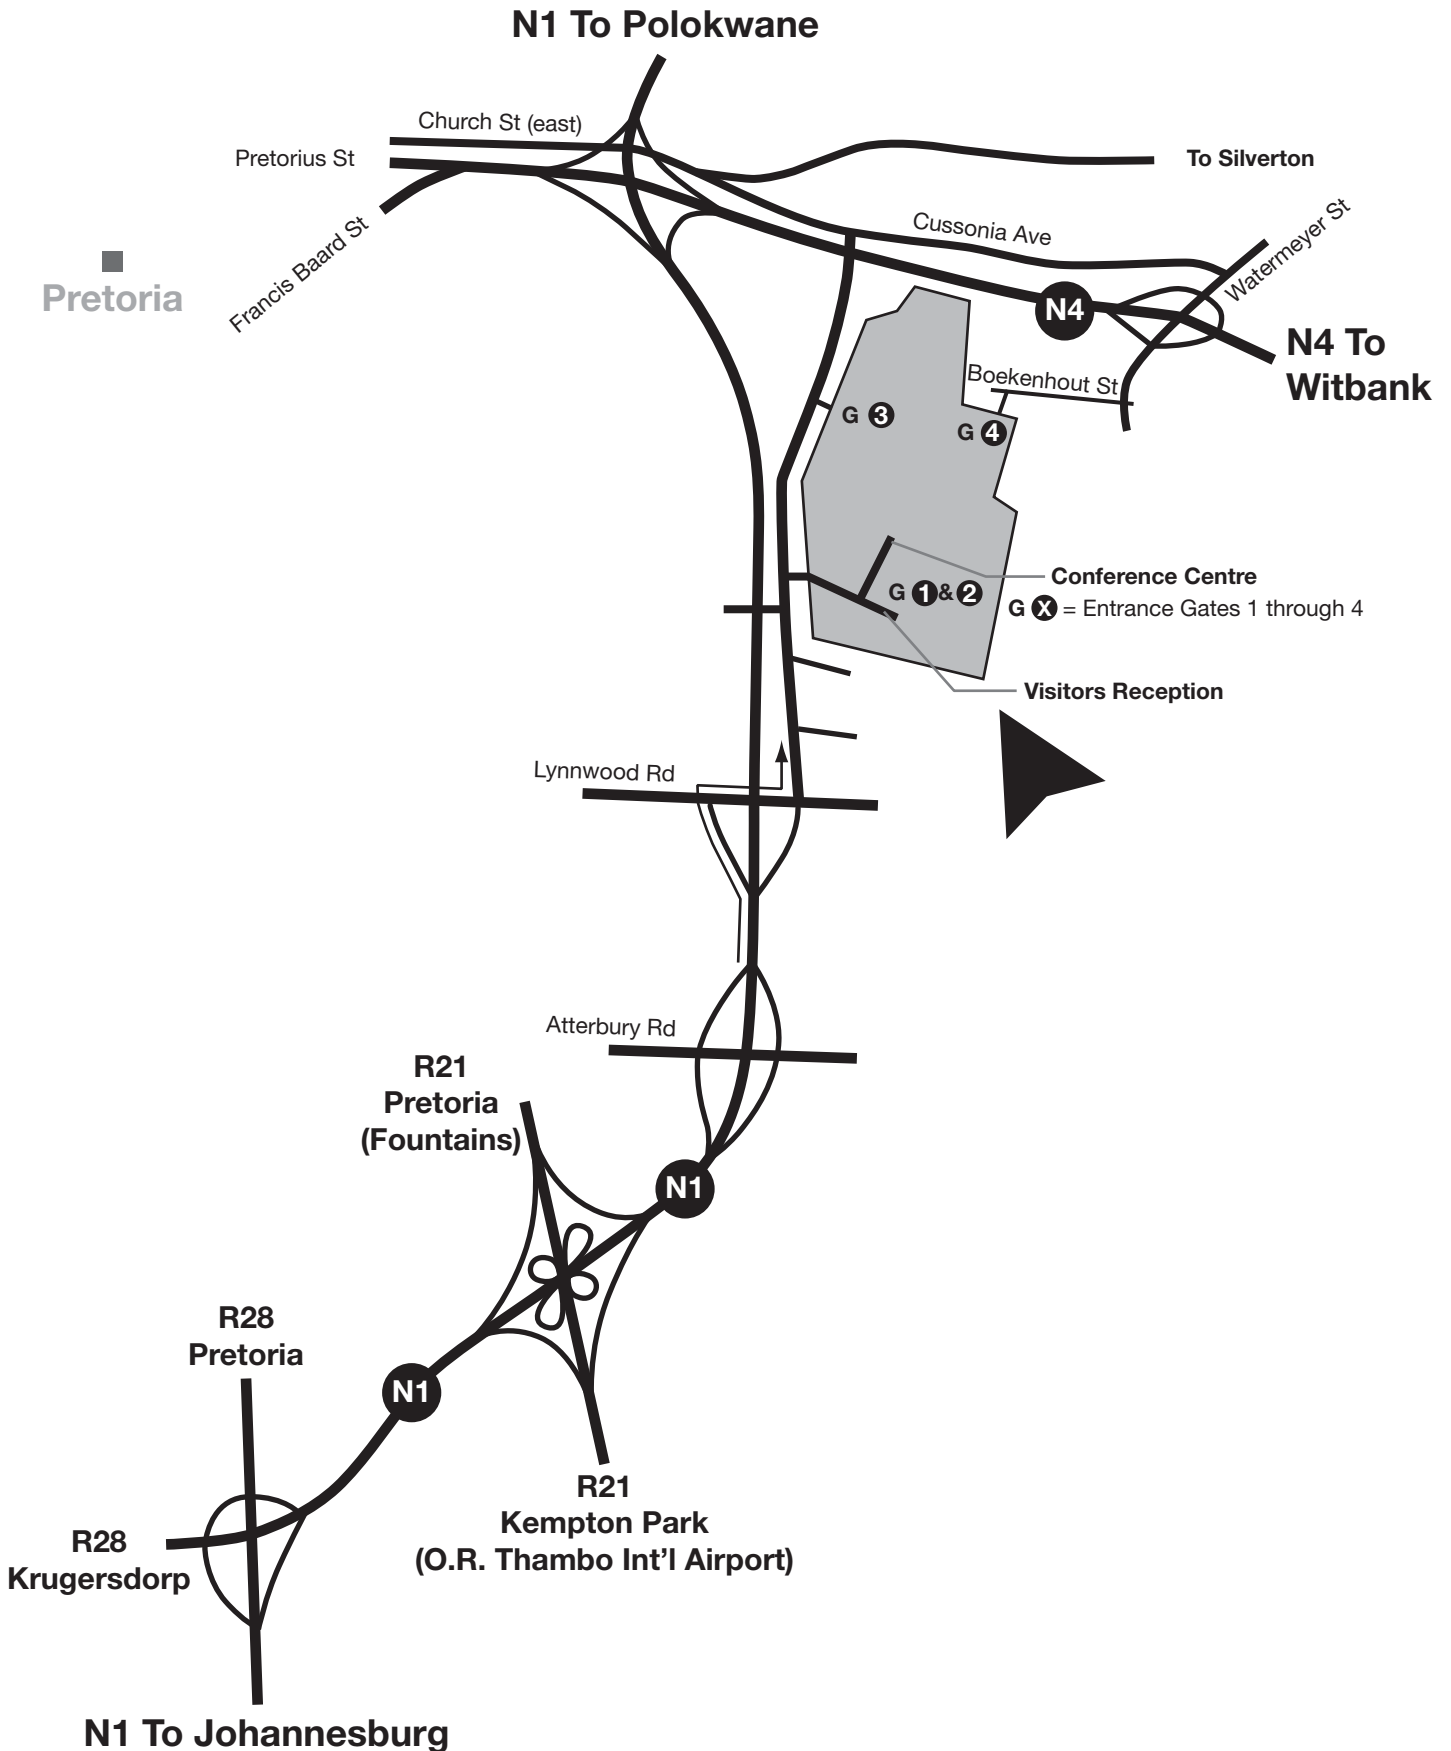 N1 To Polokwane
Church St (east)
Pretorius St
To Silverton
Francis Baard St
Cussonia Ave
Watermeyer St
Pretoria
N4
N4 To
Witbank
Boekenhout St
G 3
G 4
Conference Centre
G 1 & 2
G X = Entrance Gates 1 through 4
Visitors Reception
Lynnwood Rd
Atterbury Rd
R21
Pretoria
(Fountains)
N1
R28
Pretoria
N1
R21
Kempton Park
(O.R. Thambo Int'l Airport)
R28
Krugersdorp
N1 To Johannesburg